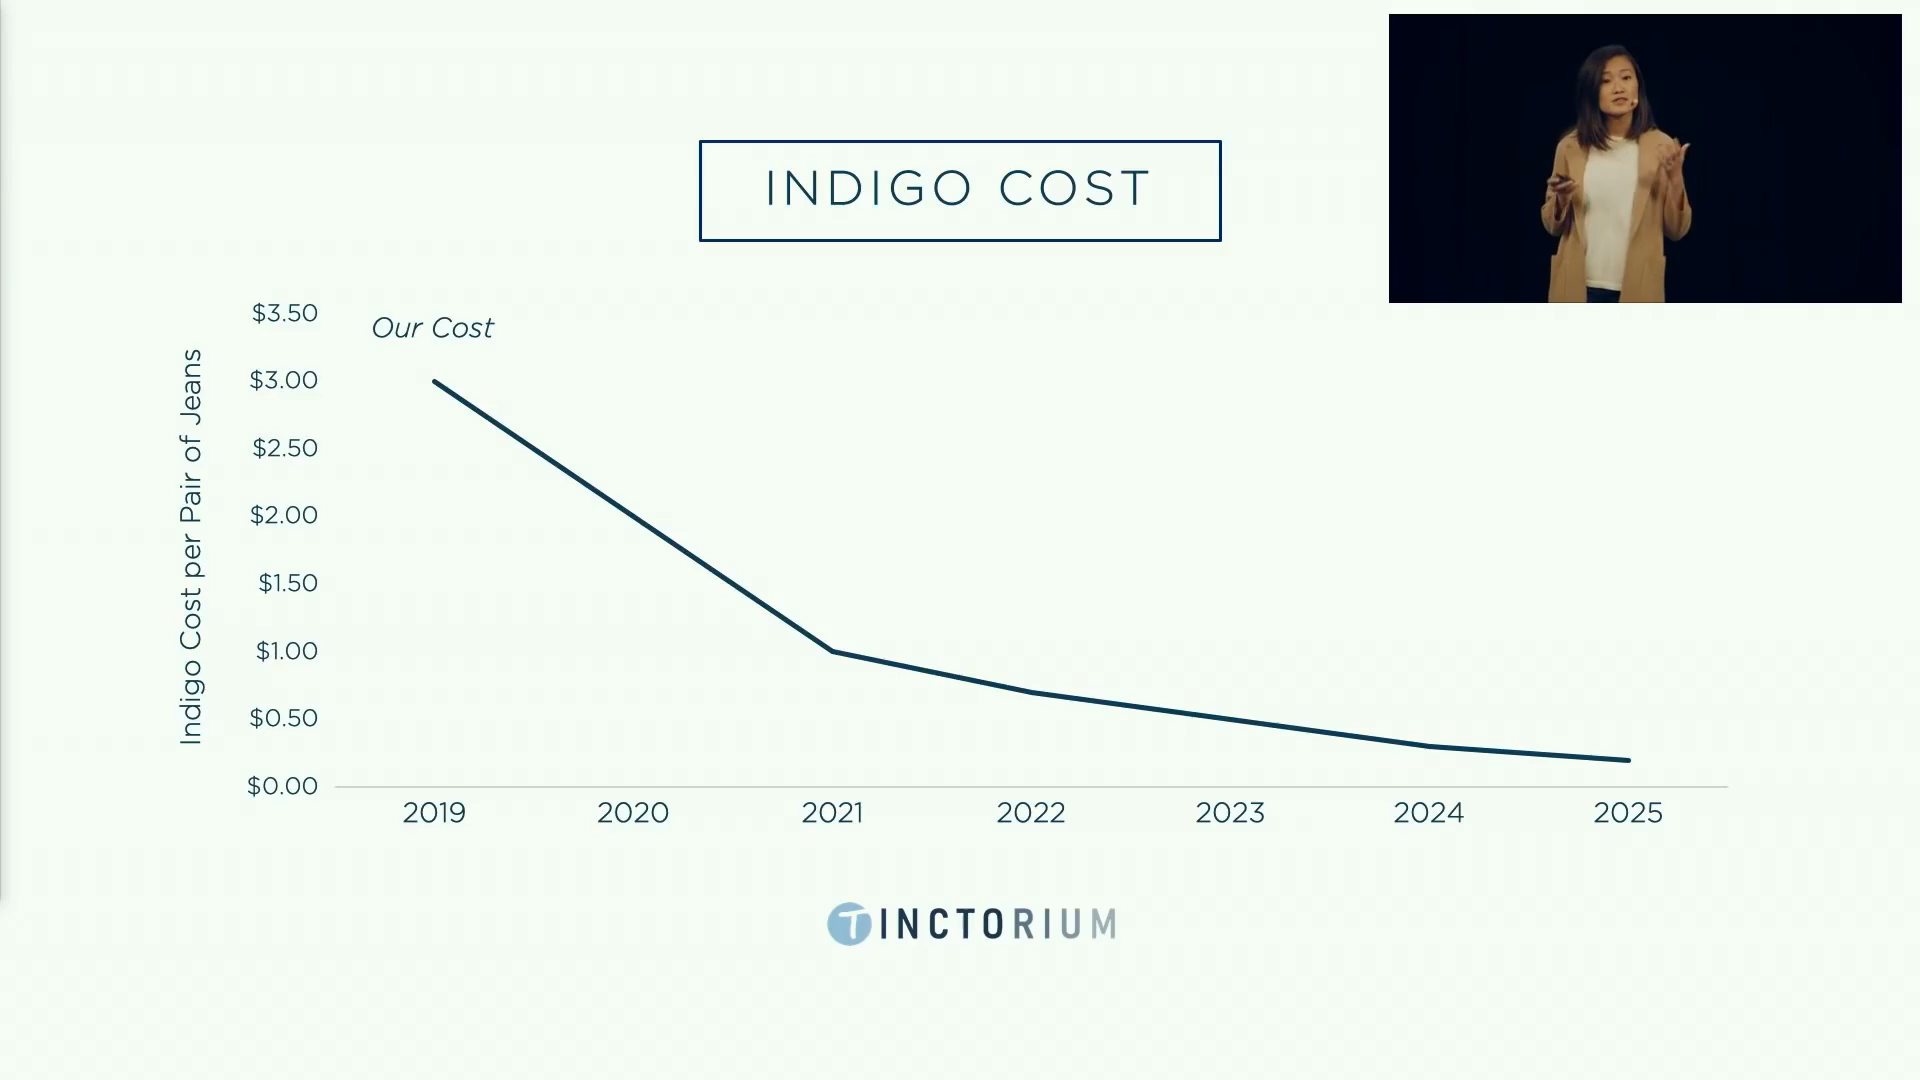 INDIGO COST
Our Cost
Indigo Cost per Pair of Jeans
$3.50
$3.00
$2.50
$2.00
$1.50
$1.00
$0.50
$0.00
2019 2020 2021 2022 2023 2024 2025
TINCTORIUM